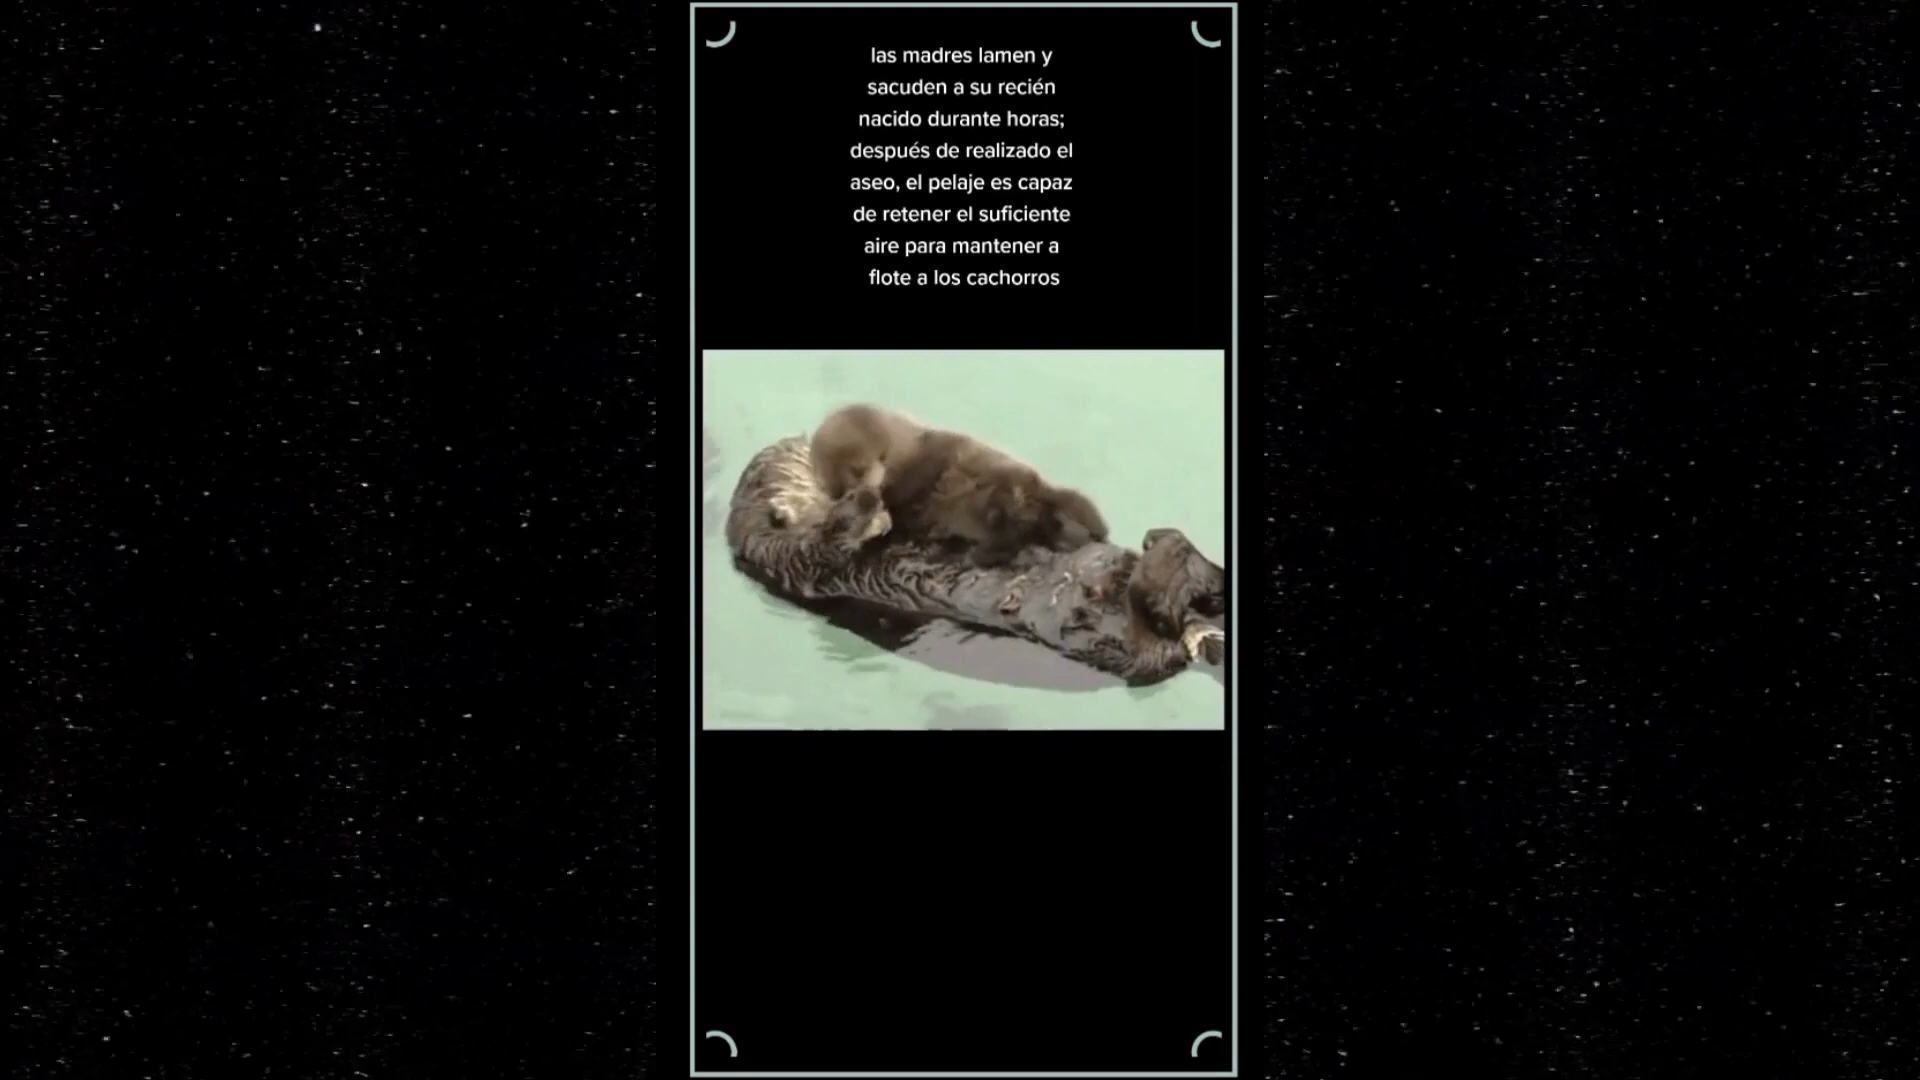 las madres lamen y
sacuden a su recién
nacido durante horas;
después de realizado el
aseo, el pelaje es capaz
de retener el suficiente
aire para mantener a
flote a los cachorros